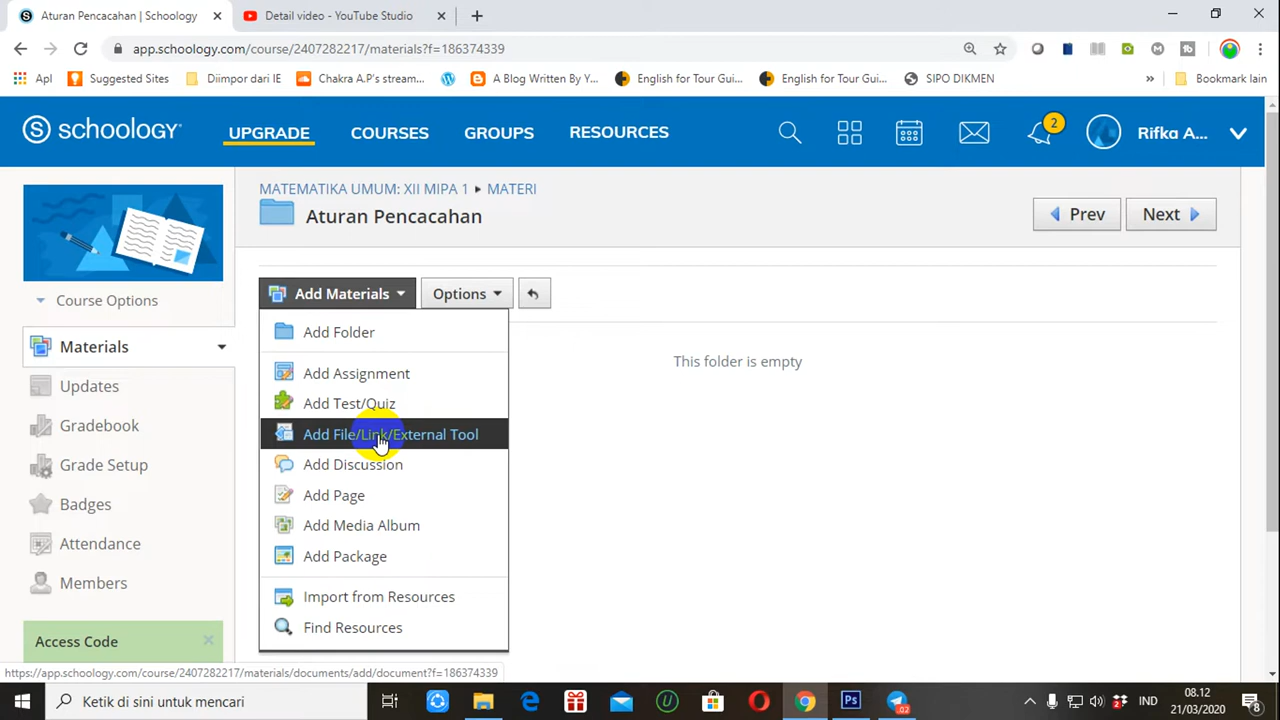 Aturan Pencacahan | Schoology
Detail video - YouTube Studio
app.schoology.com/course/2407282217/materials?f=186374339
Apl
Suggested Sites
Diimpor dari IE
Chakra A.P's stream...
A Blog Written By Y...
English for Tour Gui...
English for Tour Gui...
SIPO DIKMEN
»
Bookmark lain
S schoology
UPGRADE
COURSES
GROUPS
RESOURCES
2
Rifka A...
MATEMATIKA UMUM: XII MIPA 1 ▸ MATERI
Aturan Pencacahan
Prev
Next
Course Options
Add Materials
Options
Materials
Updates
Gradebook
Grade Setup
Badges
Attendance
Members
Access Code
Add Folder
Add Assignment
Add Test/Quiz
Add File/Link/External Tool
Add Discussion
Add Page
Add Media Album
Add Package
Import from Resources
Find Resources
This folder is empty
https://app.schoology.com/course/2407282217/materials/documents/add/document?f=186374339
Ketik di sini untuk mencari
IND
08.12
21/03/2020